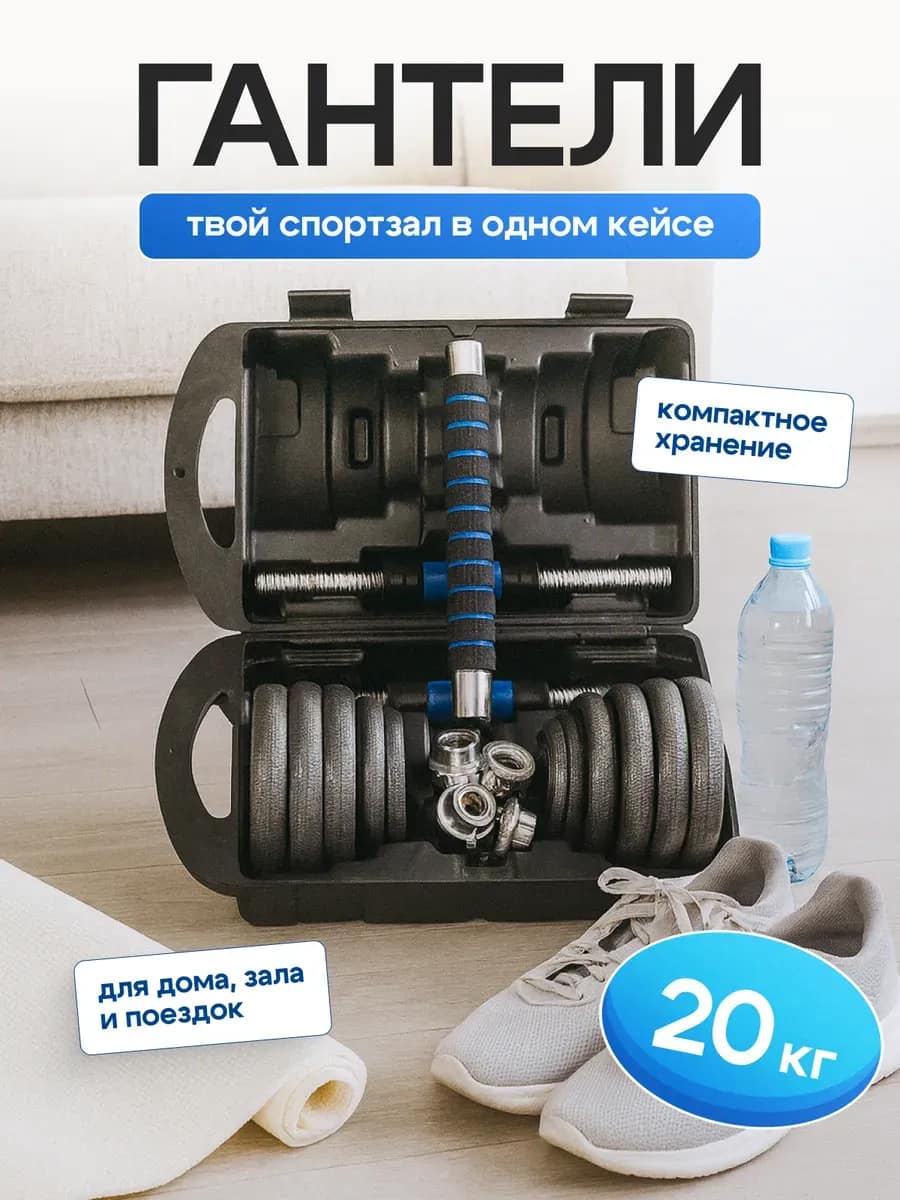 ГАНТЕЛИ
твой спортзал в одном кейсе
компактное
хранение
для дома, зала
и поездок
20 кг